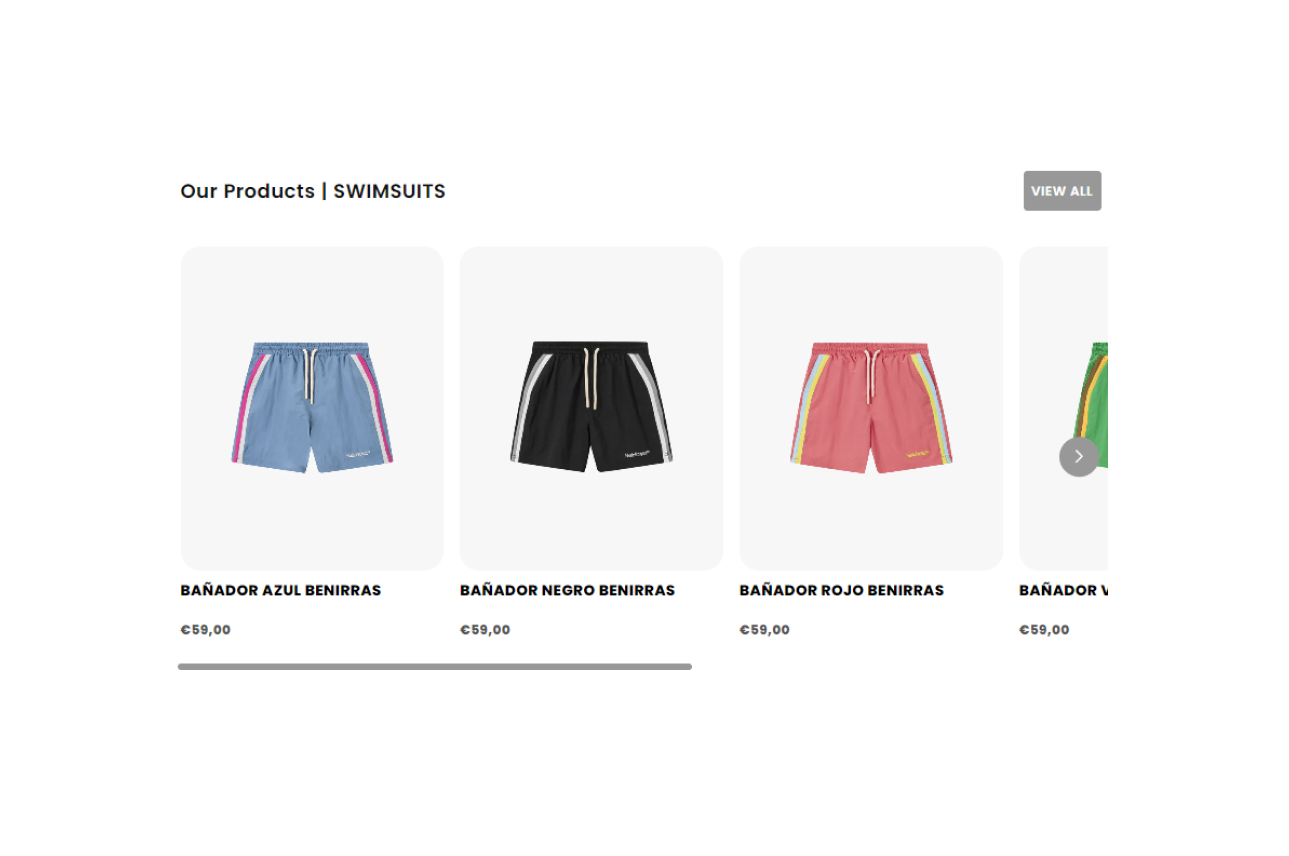 Our Products | SWIMSUITS
VIEW ALL
BAÑADOR AZUL BENIRRAS
€59,00
BAÑADOR NEGRO BENIRRAS
€59,00
BAÑADOR ROJO BENIRRAS
€59,00
BAÑADOR
€59,00